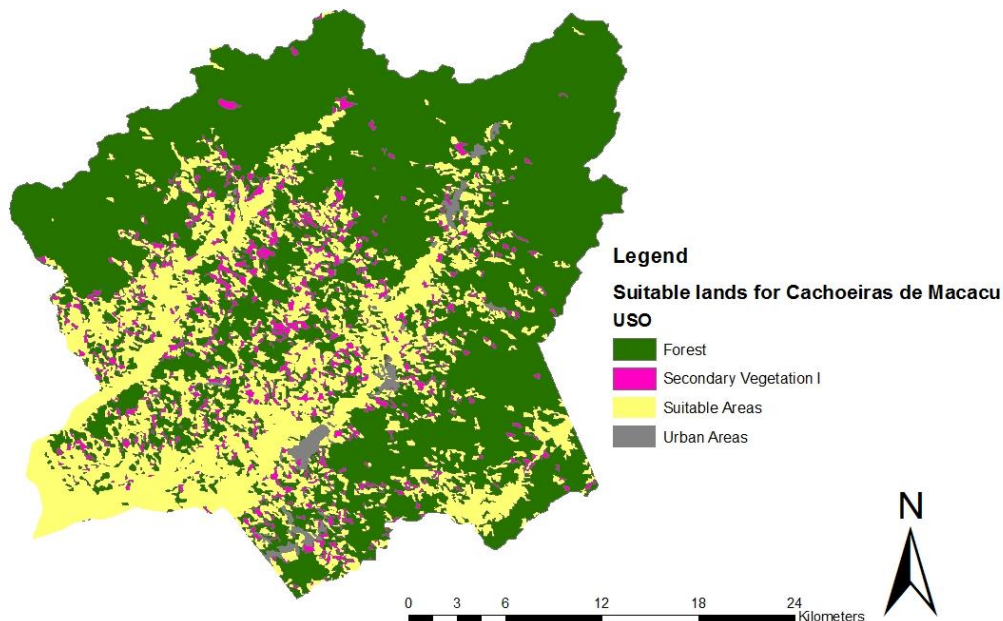 Legend
Suitable lands for Cachoeiras de Macacu
USO
Forest
Secondary Vegetation I
Suitable Areas
Urban Areas
N
0 3 6 12 18 24
Kilometers